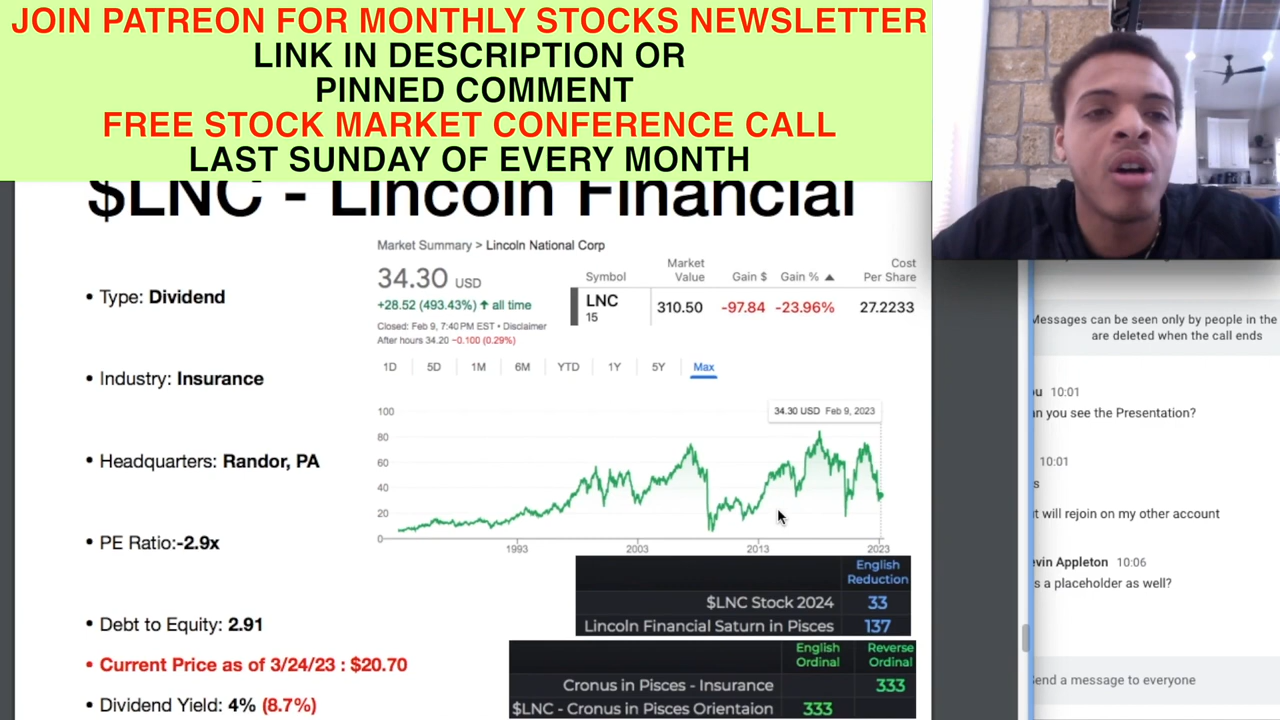 JOIN PATREON FOR MONTHLY STOCKS NEWSLETTER
LINK IN DESCRIPTION OR
PINNED COMMENT
FREE STOCK MARKET CONFERENCE CALL
LAST SUNDAY OF EVERY MONTH
$LNC - Lincoln Financial
• Type: Dividend
• Industry: Insurance
• Headquarters: Randor, PA
• PE Ratio:-2.9x
• Debt to Equity: 2.91
• Current Price as of 3/24/23 : $20.70
• Dividend Yield: 4% (8.7%)
Market Summary > Lincoln National Corp
34.30 USD
+28.52 (493.43%) ↑ all time
Closed: Feb 9, 7:40 PM EST • Disclaimer
After hours 34.20 −0.100 (0.29%)
Symbol Market Value Gain $ Gain % ▲ Cost Per Share
LNC 310.50 -97.84 -23.96% 27.2233
15
1D 5D 1M 6M YTD 1Y 5Y Max
34.30 USD Feb 9, 2023
100
80
60
40
20
0
1993 2003 2013 2023
English Reduction
$LNC Stock 2024 33
Lincoln Financial Saturn in Pisces 137
English Ordinal Reverse Ordinal
Cronus in Pisces - Insurance 333
$LNC - Cronus in Pisces Orientaion 333
Messages can be seen only by people in the
are deleted when the call ends
10:01
you see the Presentation?
10:01
will rejoin on my other account
Appleton 10:06
a placeholder as well?
end a message to everyone